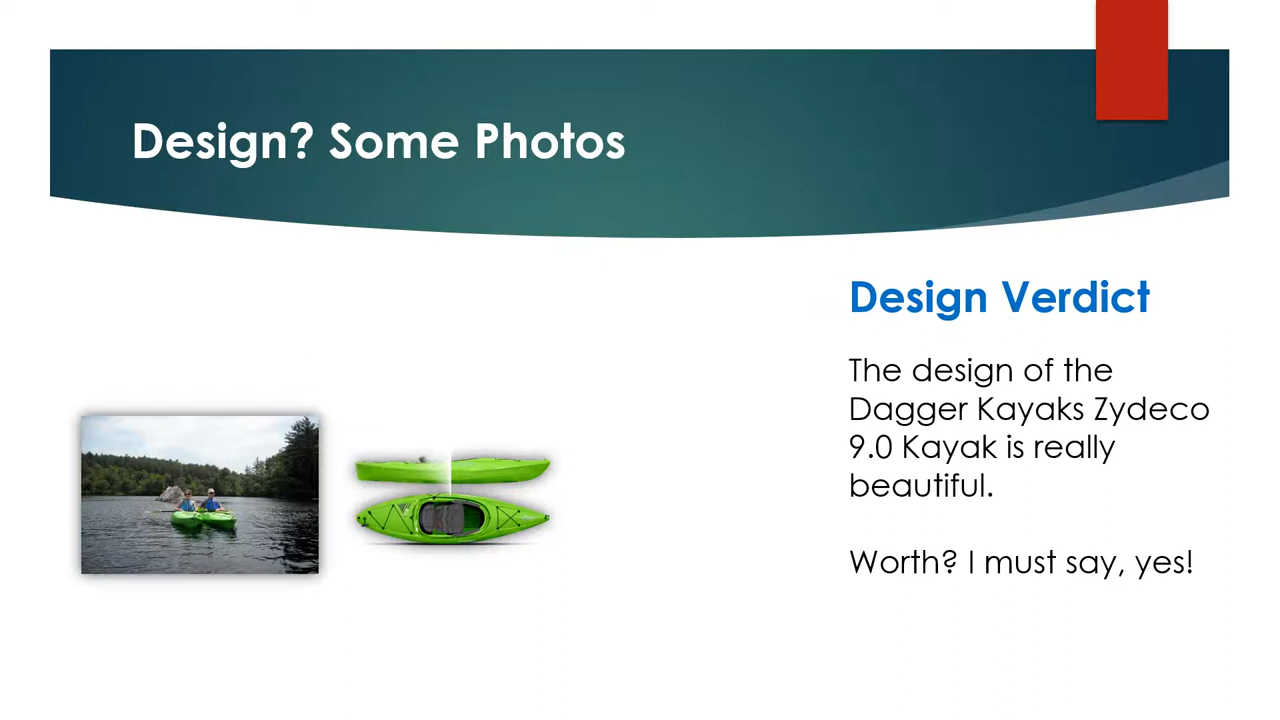 Design? Some Photos
Design Verdict
The design of the
Dagger Kayaks Zydeco
9.0 Kayak is really
beautiful.
Worth? I must say, yes!